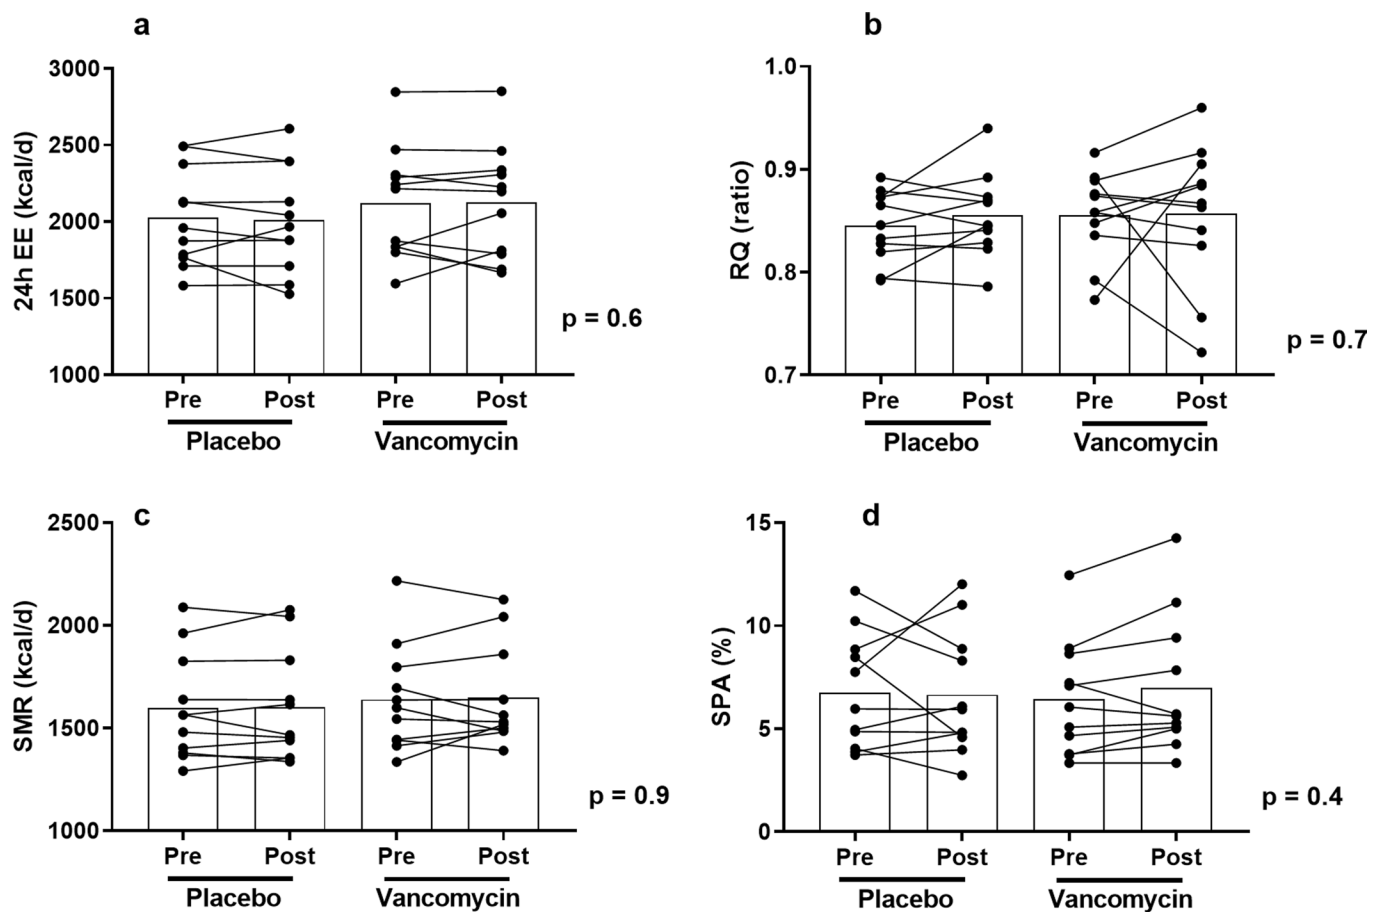 a
24h EE (kcal/d)
3000
2500
2000
1500
1000
p = 0.6
Pre Post Pre Post
Placebo Vancomycin
b
RQ (ratio)
1.0
0.9
0.8
0.7
p = 0.7
Pre Post Pre Post
Placebo Vancomycin
c
SMR (kcal/d)
2500
2000
1500
1000
p = 0.9
Pre Post Pre Post
Placebo Vancomycin
d
SPA (%)
15
10
5
0
p = 0.4
Pre Post Pre Post
Placebo Vancomycin